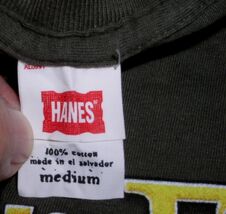 HANES
100% cotton
made in el salvador
medium